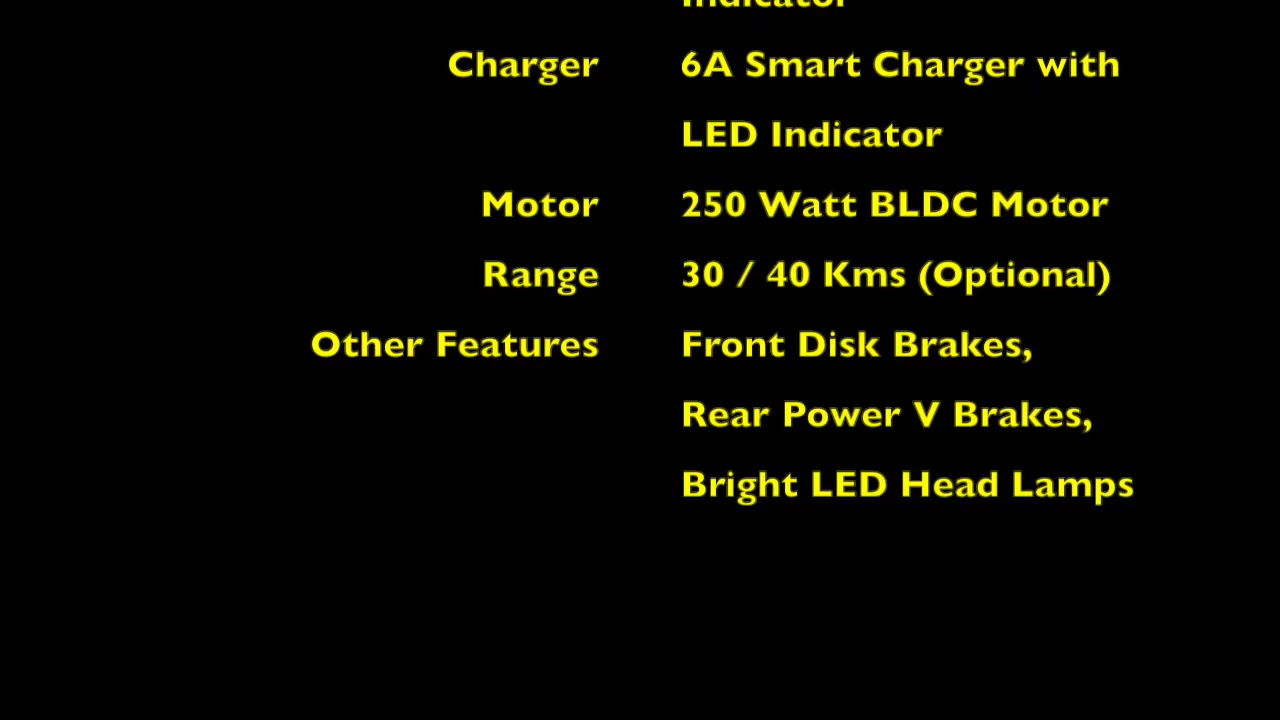 Indicator
Charger 6A Smart Charger with
LED Indicator
Motor 250 Watt BLDC Motor
Range 30 / 40 Kms (Optional)
Other Features Front Disk Brakes,
Rear Power V Brakes,
Bright LED Head Lamps